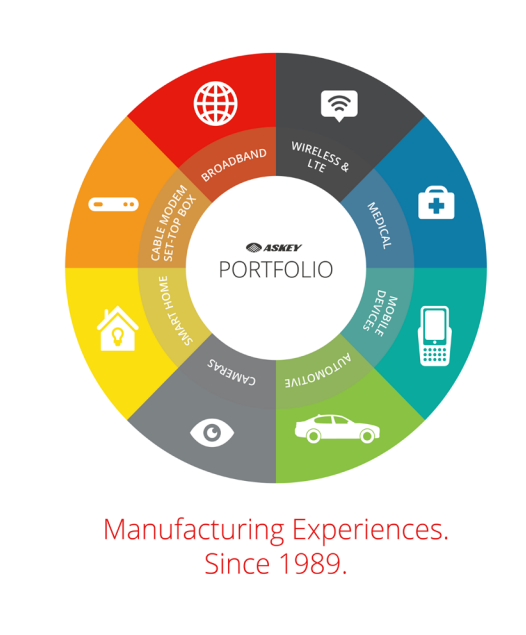 WIRELESS &
LTE
MEDICAL
MOBILE
DEVICEs
AUTOMOTIVE
CAMERAS
SMART HOME
CABLE MODEM
SET-TOP BOX
BROADBAND
ASKEY
PORTFOLIO
Manufacturing Experiences.
Since 1989.